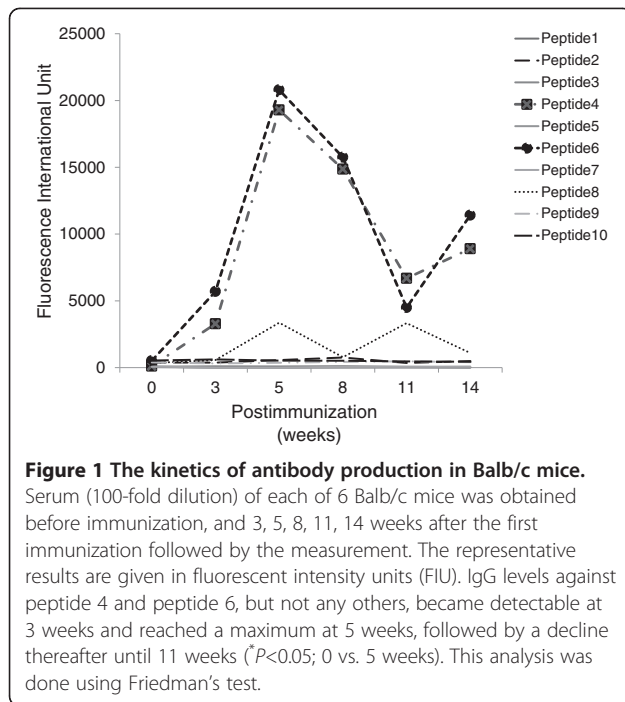 25000
20000
15000
10000
5000
0
Fluorescence International Unit
0 3 5 8 11 14
Postimmunization
(weeks)
Peptide1
Peptide2
Peptide3
Peptide4
Peptide5
Peptide6
Peptide7
Peptide8
Peptide9
Peptide10
Figure 1 The kinetics of antibody production in Balb/c mice.
Serum (100-fold dilution) of each of 6 Balb/c mice was obtained
before immunization, and 3, 5, 8, 11, 14 weeks after the first
immunization followed by the measurement. The representative
results are given in fluorescent intensity units (FIU). IgG levels against
peptide 4 and peptide 6, but not any others, became detectable at
3 weeks and reached a maximum at 5 weeks, followed by a decline
thereafter until 11 weeks (*P<0.05; 0 vs. 5 weeks). This analysis was
done using Friedman's test.